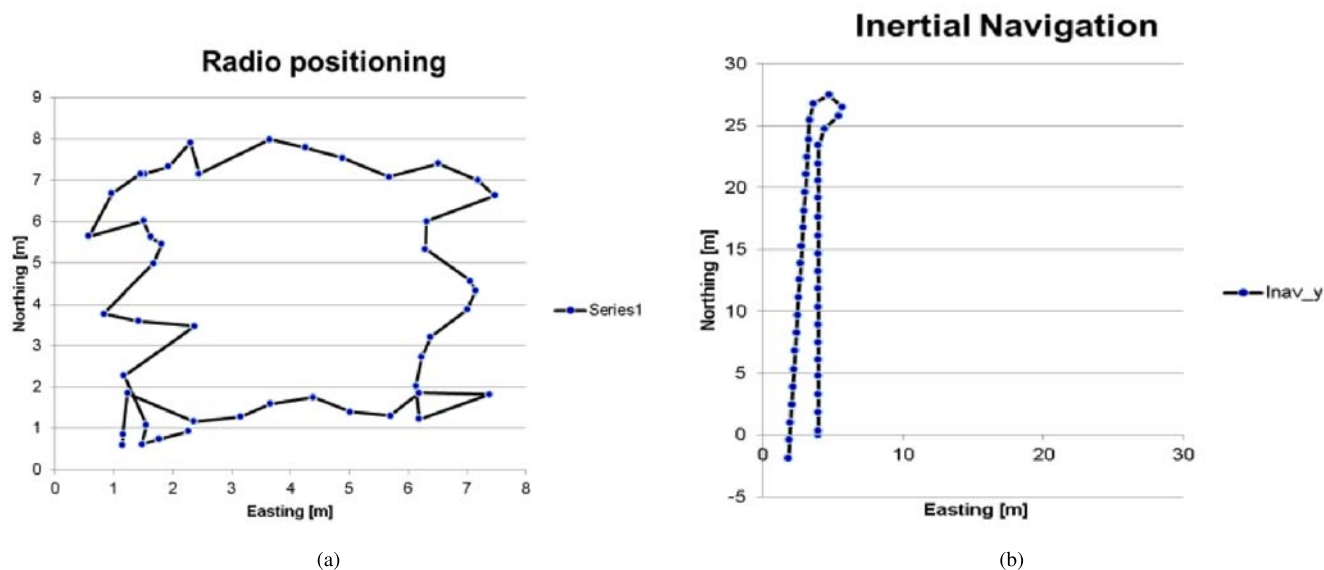 Radio positioning
9
8
7
6
5
4
3
2
1
0
0 1 2 3 4 5 6 7 8
Northing [m]
Easting [m]
Series1
(a)
Inertial Navigation
30
25
20
15
10
5
0
-5
0 10 20 30
Northing [m]
Easting [m]
Inav_y
(b)